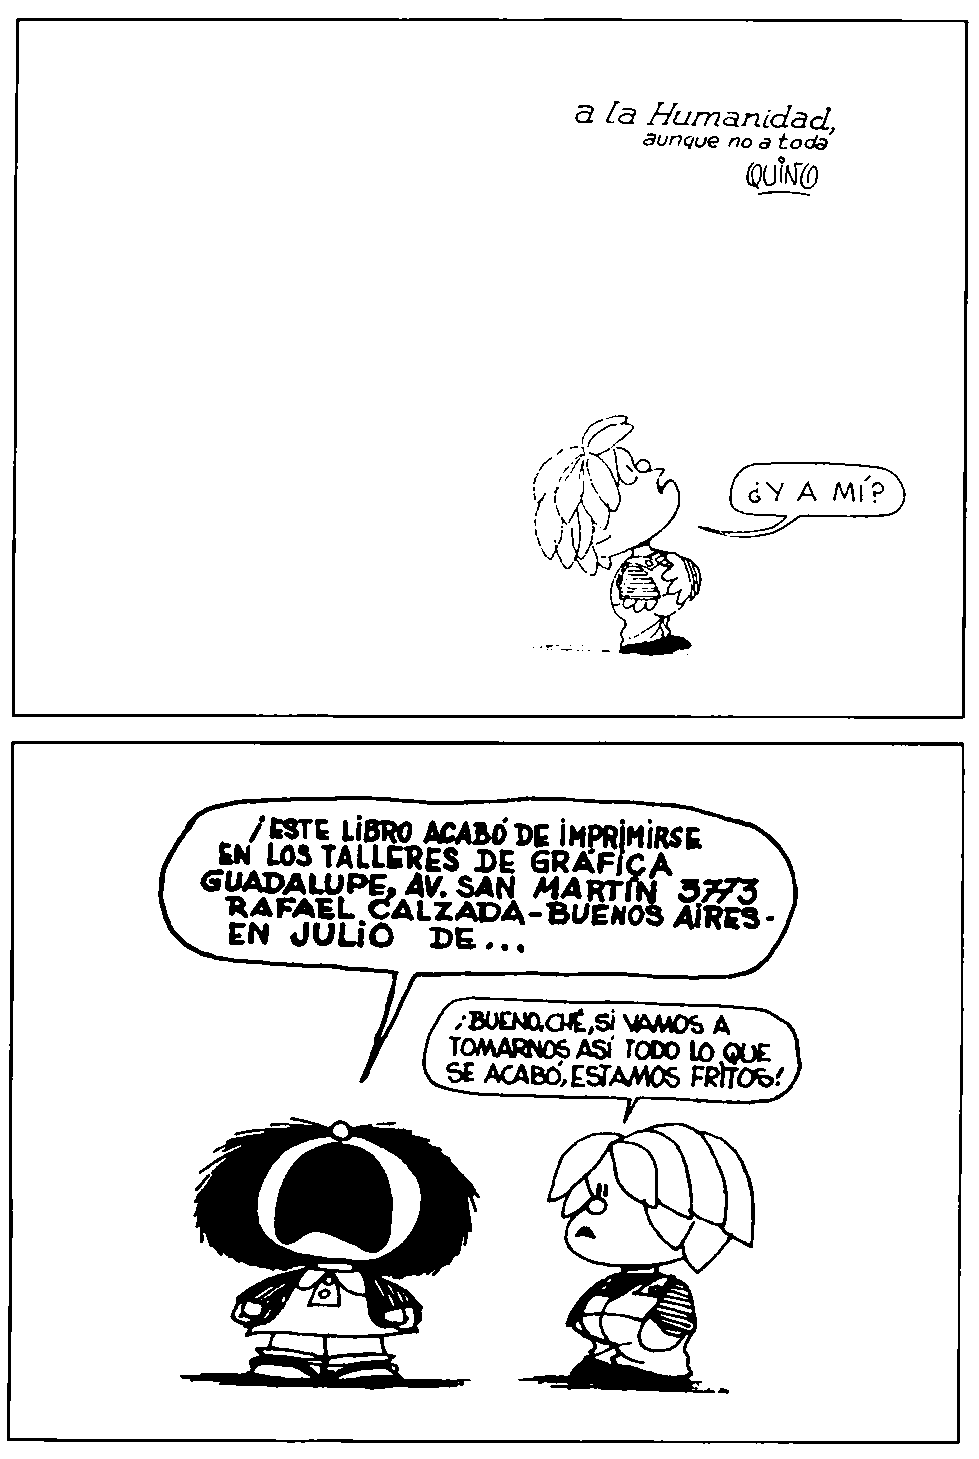 a la Humanidad,
aunque no a toda
QUINO
¿Y A MÍ?
¡ESTE LIBRO ACABÓ DE IMPRIMIRSE
EN LOS TALLERES DE GRÁFICA
GUADALUPE, AV. SAN MARTÍN 3773
RAFAEL CALZADA-BUENOS AIRES-
EN JULIO DE...
¡BUENO, CHÉ, SI VAMOS A
TOMARNOS ASÍ TODO LO QUE
SE ACABÓ, ESTAMOS FRITOS!